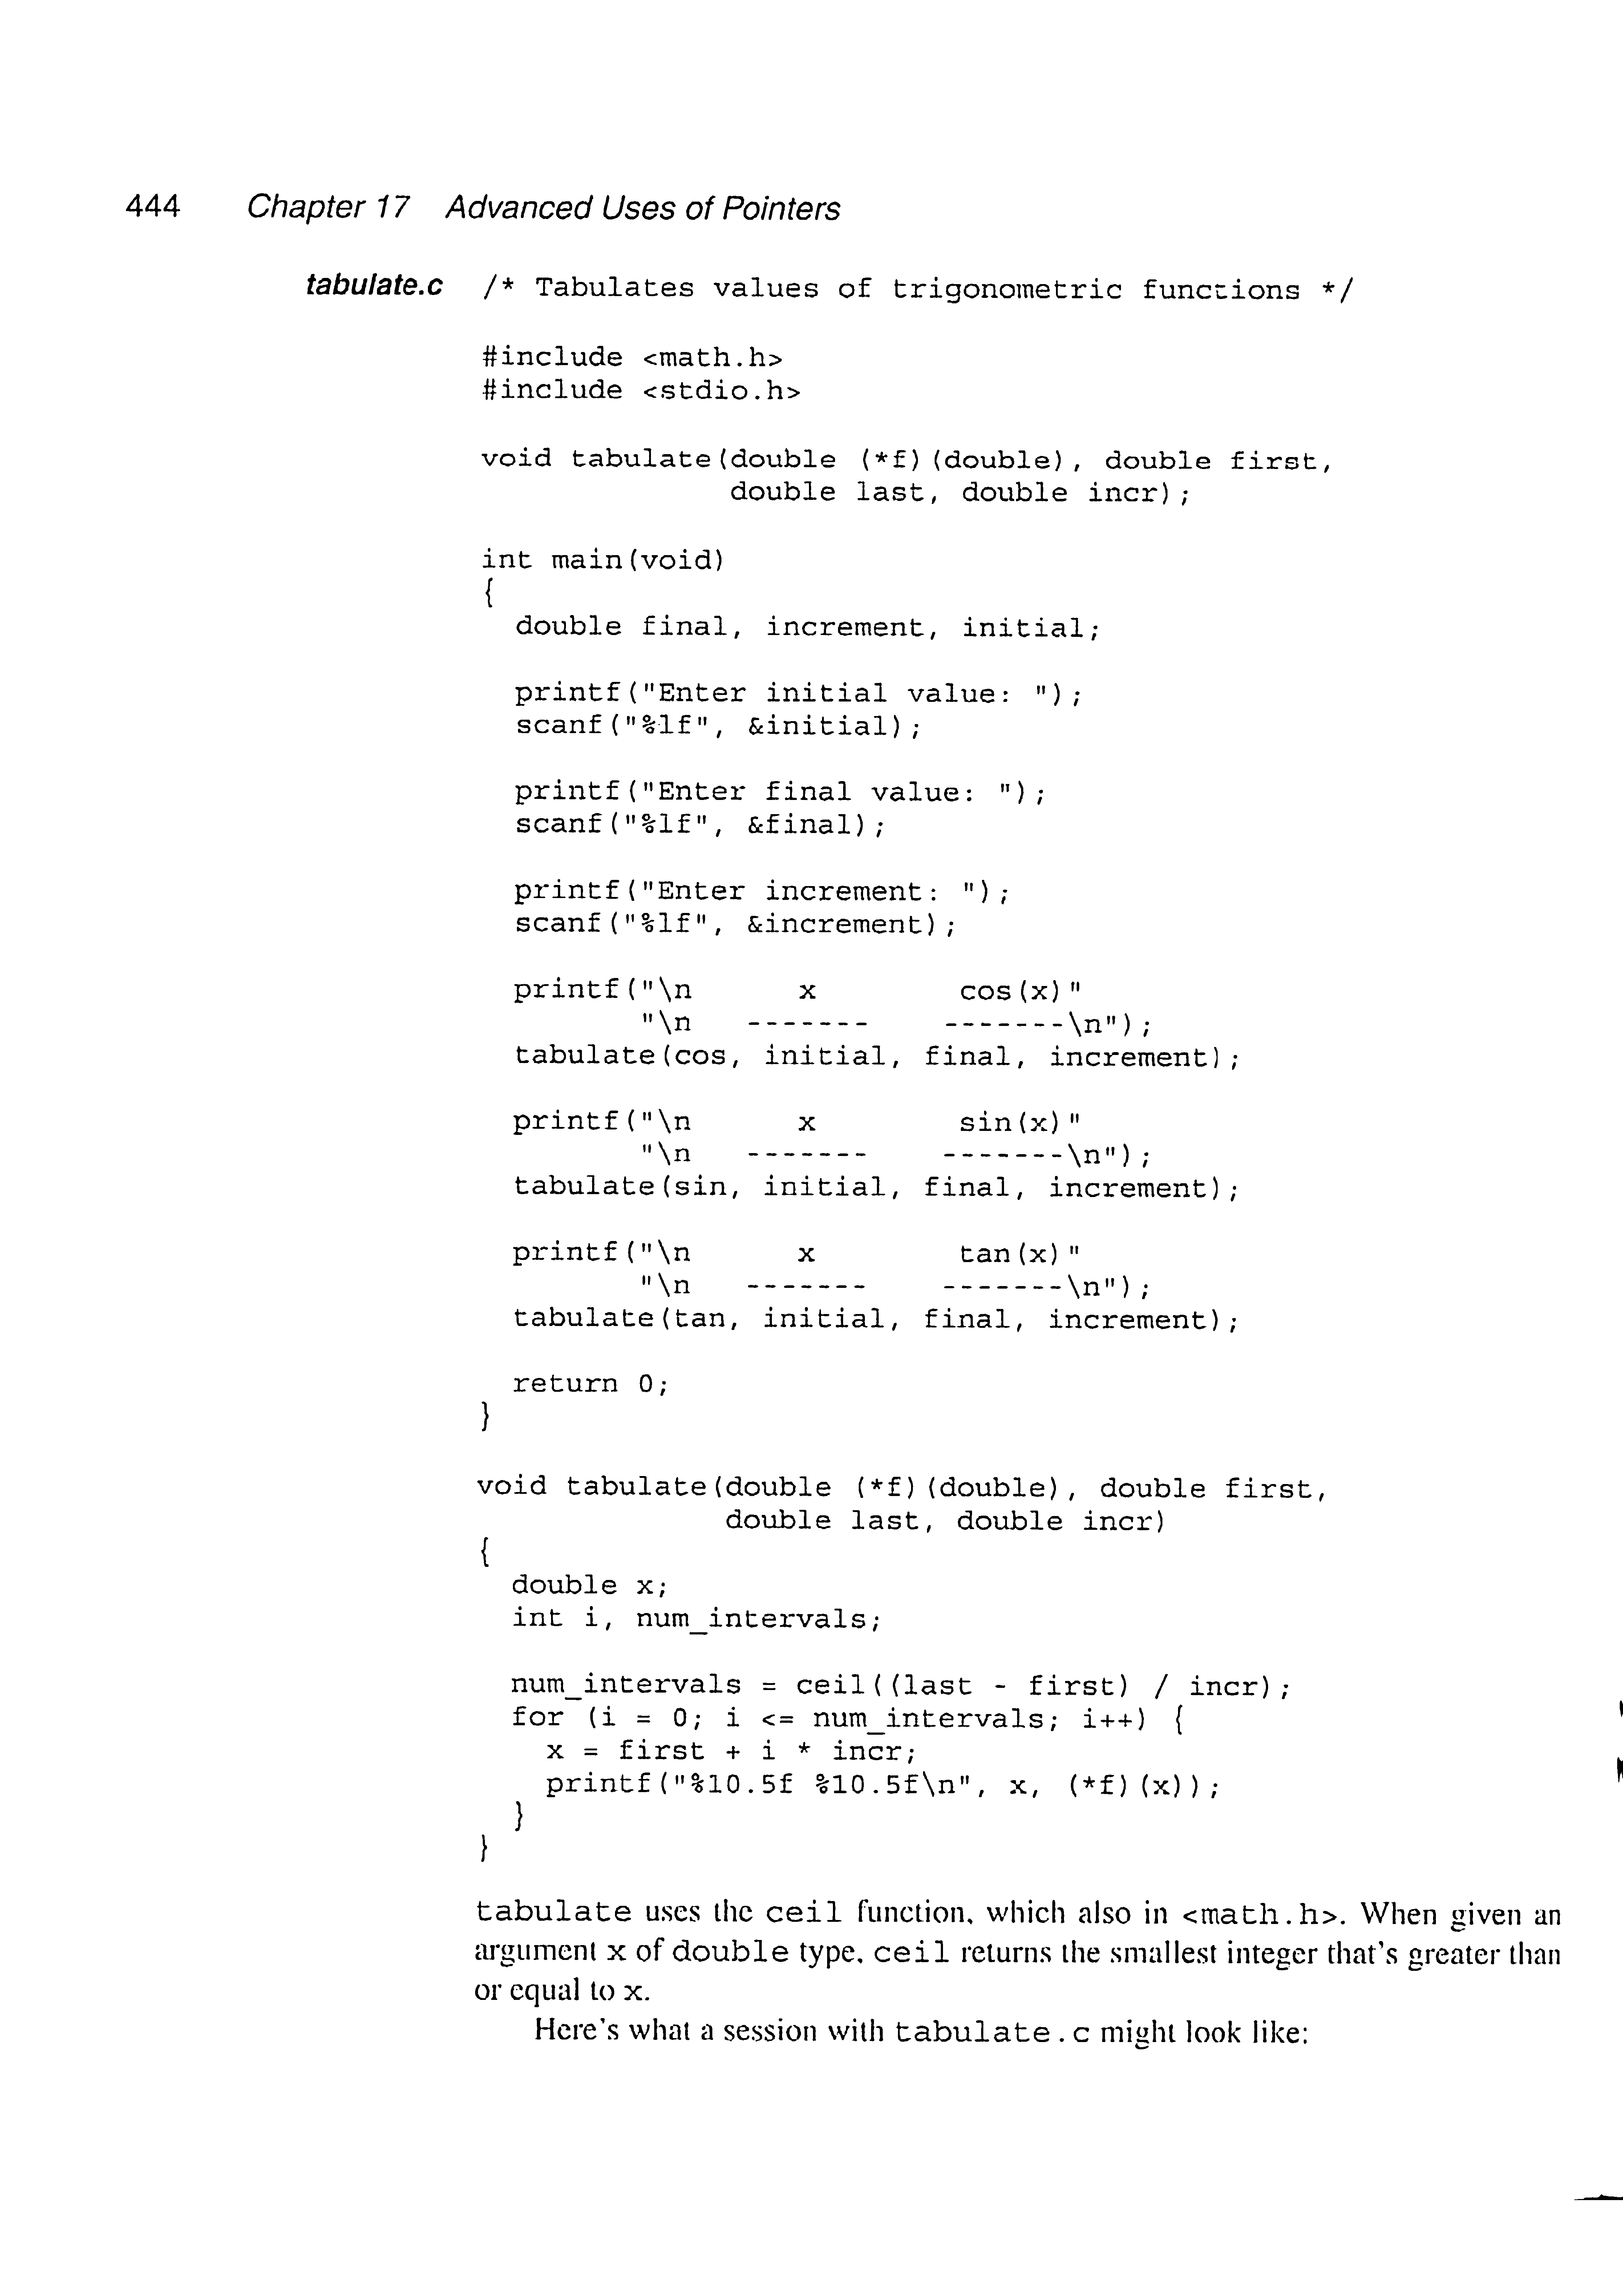 444 Chapter 17 Advanced Uses of Pointers
tabulate.c /* Tabulates values of trigonometric functions */
#include <math.h>
#include <stdio.h>
void tabulate(double (*f)(double), double first,
              double last, double incr);
int main(void)
{
  double final, increment, initial;
  printf("Enter initial value: ");
  scanf("%lf", &initial);
  printf("Enter final value: ");
  scanf("%lf", &final);
  printf("Enter increment: ");
  scanf("%lf", &increment);
  printf("\n      x        cos(x)"
         "\n   -------    -------\n");
  tabulate(cos, initial, final, increment);
  printf("\n      x        sin(x)"
         "\n   -------    -------\n");
  tabulate(sin, initial, final, increment);
  printf("\n      x        tan(x)"
         "\n   -------    -------\n");
  tabulate(tan, initial, final, increment);
  return 0;
}
void tabulate(double (*f)(double), double first,
              double last, double incr)
{
  double x;
  int i, num_intervals;
  num_intervals = ceil((last - first) / incr);
  for (i = 0; i <= num_intervals; i++) {
    x = first + i * incr;
    printf("%10.5f %10.5f\n", x, (*f)(x));
  }
}
tabulate uses the ceil function, which also in <math.h>. When given an
argument x of double type, ceil returns the smallest integer that's greater than
or equal to x.
Here's what a session with tabulate.c might look like: